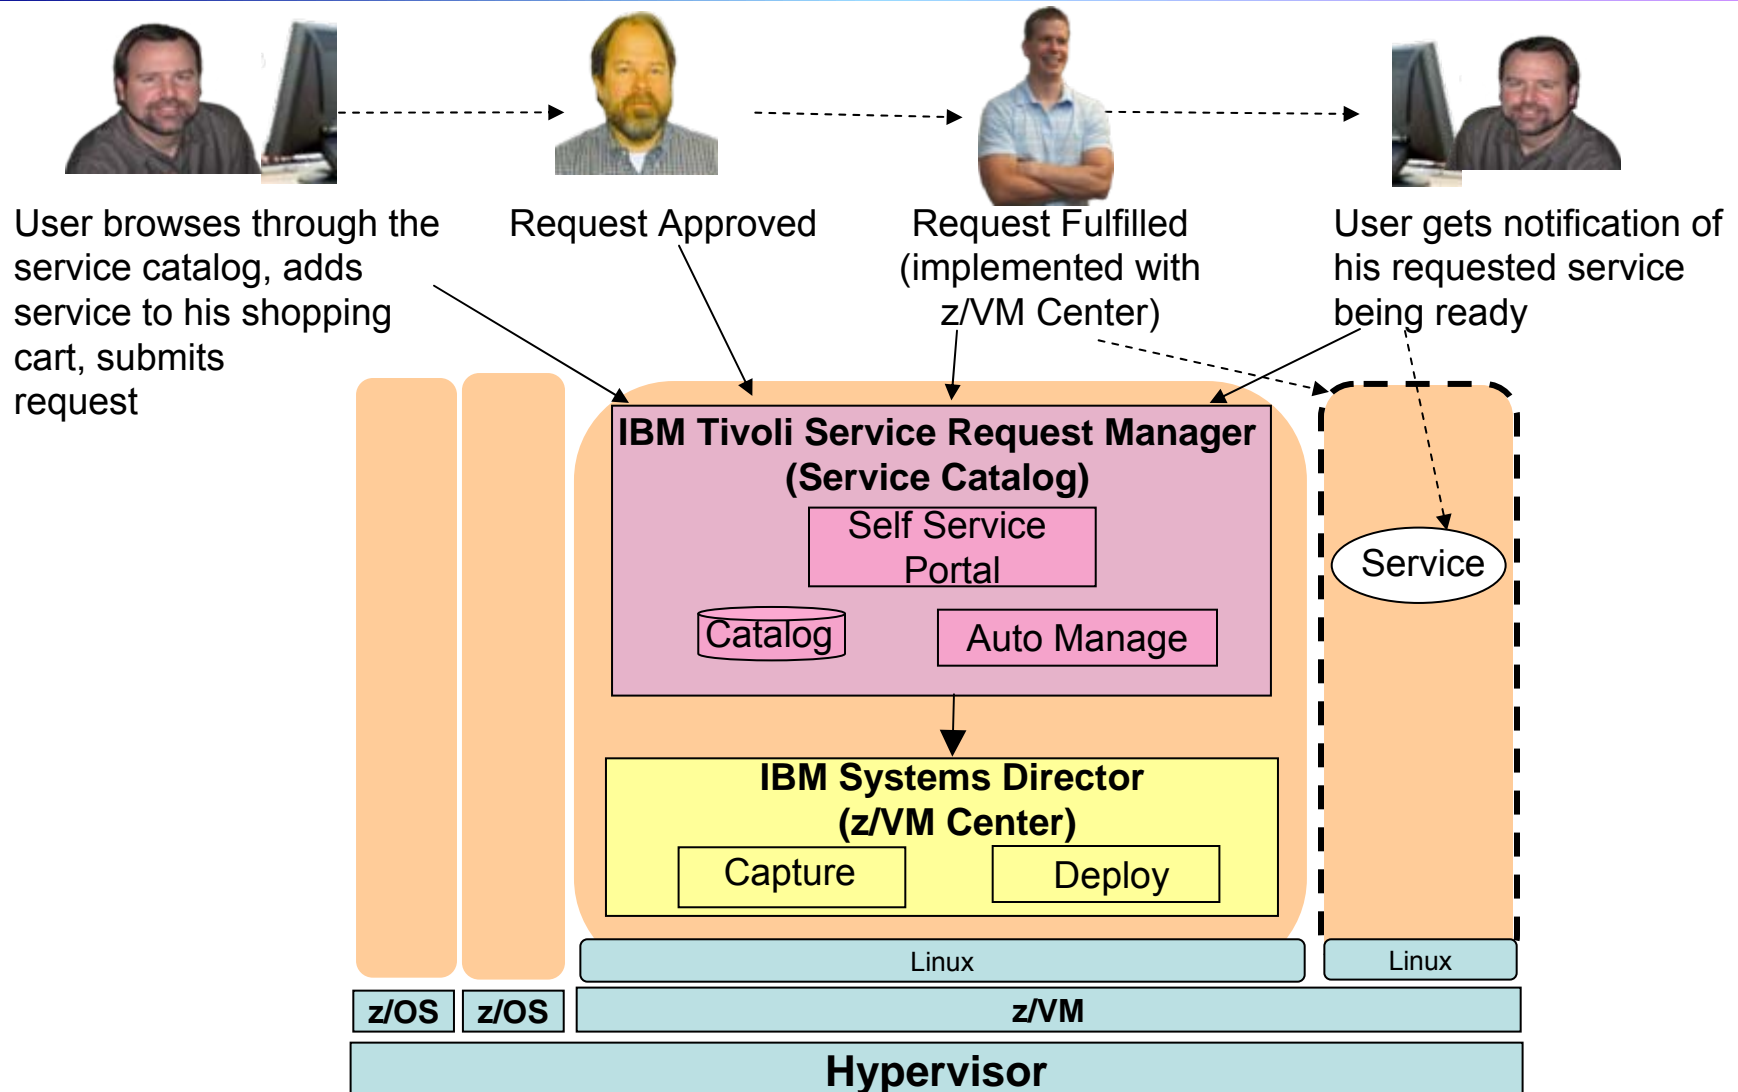 User browses through the
service catalog, adds
service to his shopping
cart, submits
request
Request Approved
Request Fulfilled
(implemented with
z/VM Center)
User gets notification of
his requested service
being ready
IBM Tivoli Service Request Manager
(Service Catalog)
Self Service
Portal
Catalog
Auto Manage
Service
IBM Systems Director
(z/VM Center)
Capture
Deploy
Linux
Linux
z/OS
z/OS
z/VM
Hypervisor